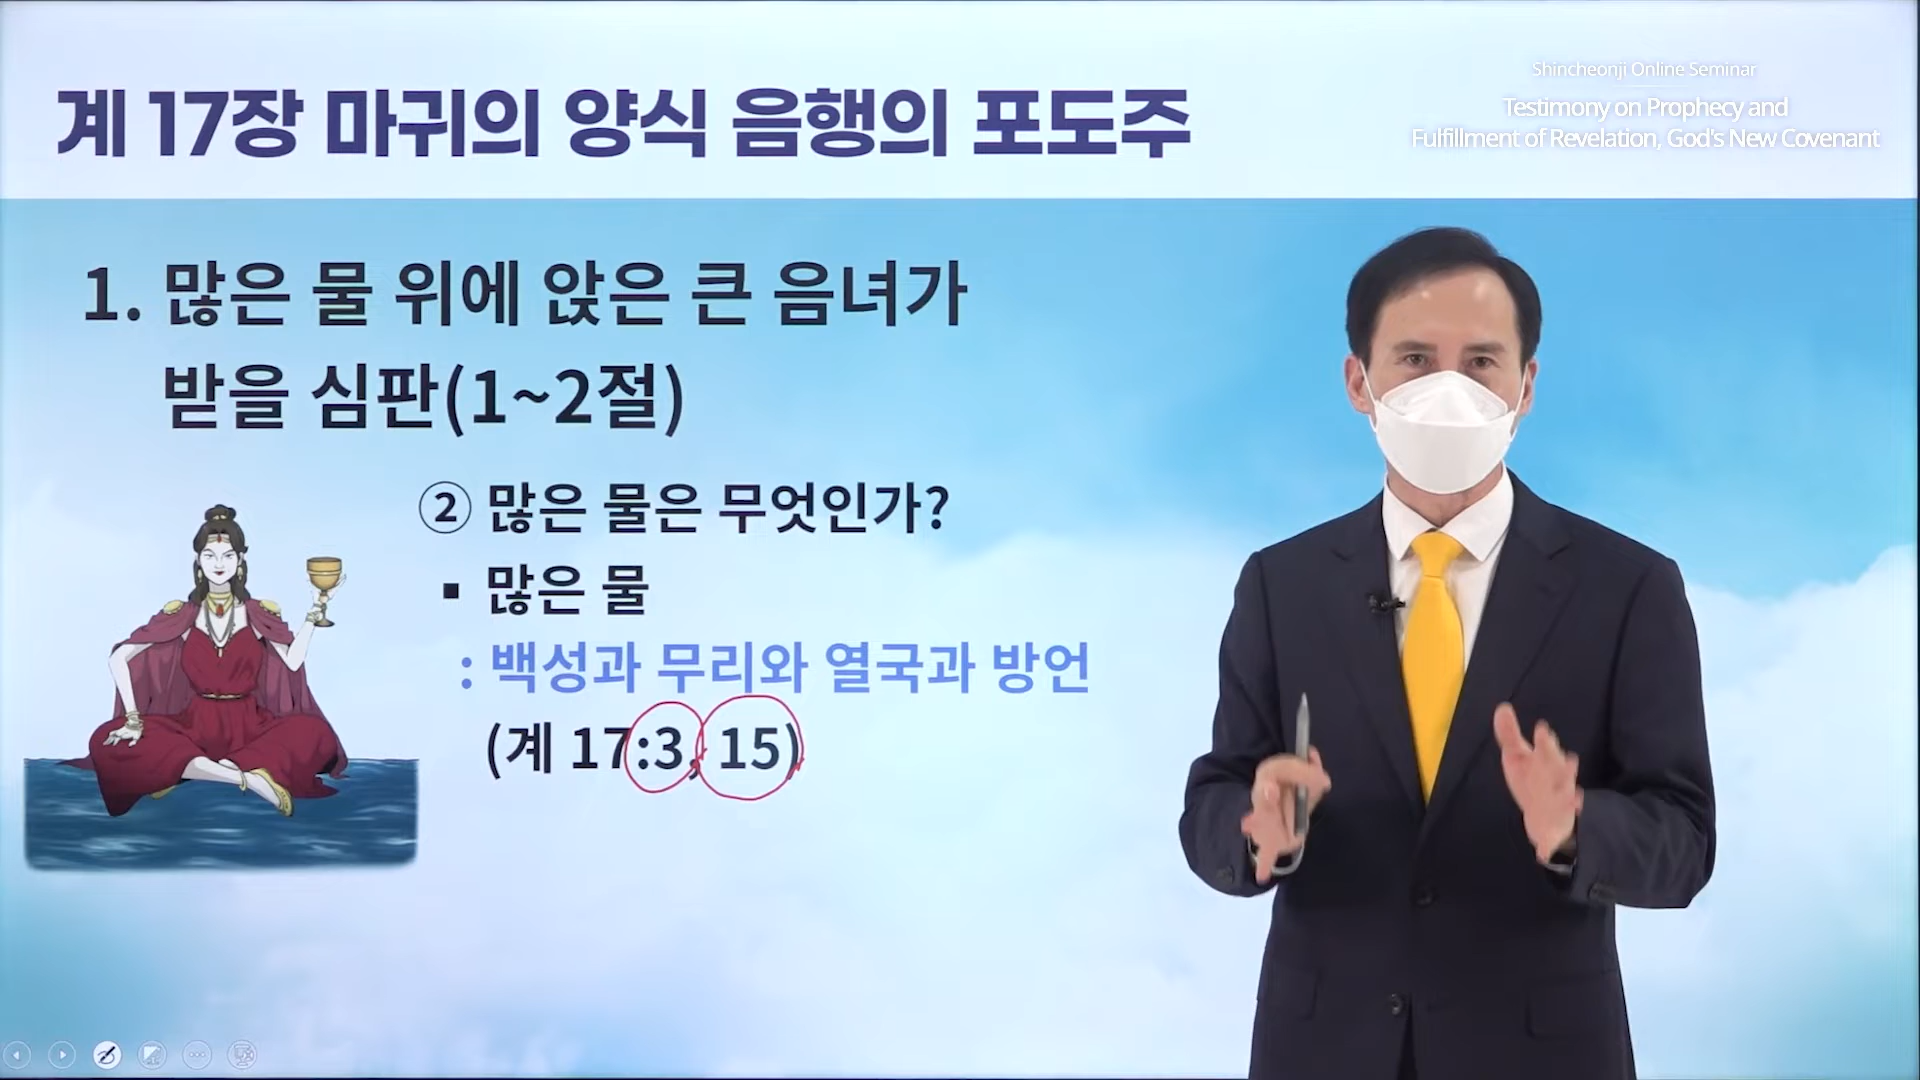 계 17장 마귀의 양식 음행의 포도주
Shincheonji Online Seminar
Testimony on Prophecy and
Fulfillment of Revelation, God's New Covenant
1. 많은 물 위에 앉은 큰 음녀가
받을 심판(1~2절)
② 많은 물은 무엇인가?
▪ 많은 물
: 백성과 무리와 열국과 방언
(계 17:3, 15)